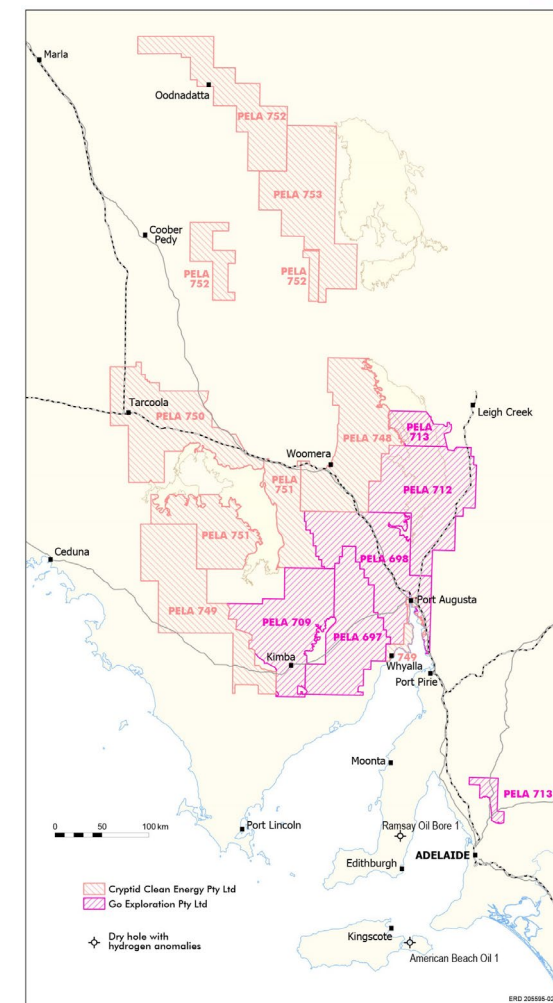 Marla
Oodnadatta
PELA 752
PELA 753
Coober
Pedy
PELA
752
PELA
752
Tarcoola
PELA 750
Leigh Creek
PELA
713
PELA 748
Woomera
PELA
751
PELA 712
PELA 751
Ceduna
PELA 698
PELA 749
Port Augusta
PELA 709
PELA 697
Kimba
749
Whyalla
Port Pirie
Moonta
PELA 713
0 50 100 km
Port Lincoln
Ramsay Oil Bore 1
ADELAIDE
Edithburgh
Cryptid Clean Energy Pty Ltd
Go Exploration Pty Ltd
Dry hole with
hydrogen anomalies
Kingscote
American Beach Oil 1
ERD 205595-02